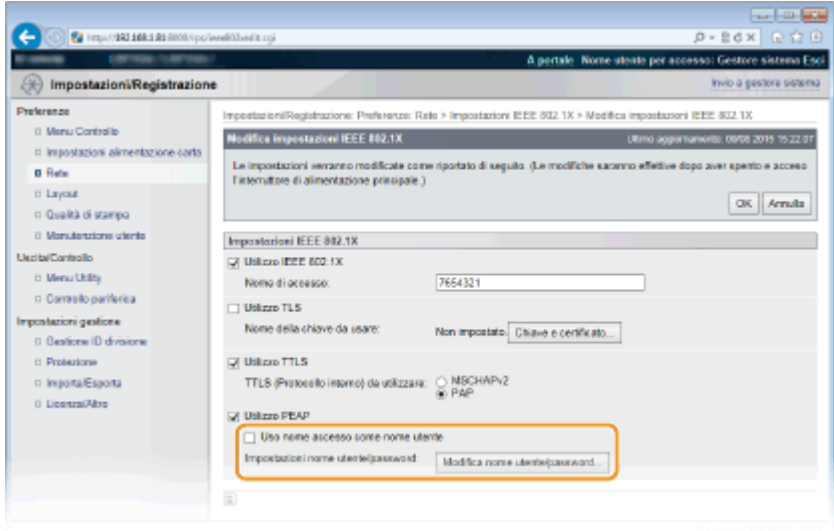 http://192.168.1.81:8000/rps/ieee802xedit.cgi
A portale Nome utente per accesso: Gestore sistema Esci
Impostazioni/Registrazione
Invio a gestore sistema
Preferenze
Menu Controllo
Impostazioni alimentazione carta
Rete
Layout
Qualità di stampa
Manutenzione utente
Uscita/Controllo
Menu Utility
Controllo periferica
Impostazioni gestione
Gestione ID divisione
Protezione
Importa/Esporta
Licenza/Altro
Impostazioni/Registrazione: Preferenze: Rete > Impostazioni IEEE 802.1X > Modifica impostazioni IEEE 802.1X
Modifica impostazioni IEEE 802.1X
Ultimo aggiornamento: 09/08 2015 15:22:07
Le impostazioni verranno modificate come riportato di seguito. (Le modifiche saranno effettive dopo aver spento e acceso
l'interruttore di alimentazione principale.)
OK Annulla
Impostazioni IEEE 802.1X
Utilizzo IEEE 802.1X
Nome di accesso: 7654321
Utilizzo TLS
Nome della chiave da usare: Non impostato. Chiave e certificato...
Utilizzo TTLS
TTLS (Protocollo interno) da utilizzare: MSCHAPv2
PAP
Utilizzo PEAP
Uso nome accesso come nome utente
Impostazioni nome utente/password: Modifica nome utente/password...